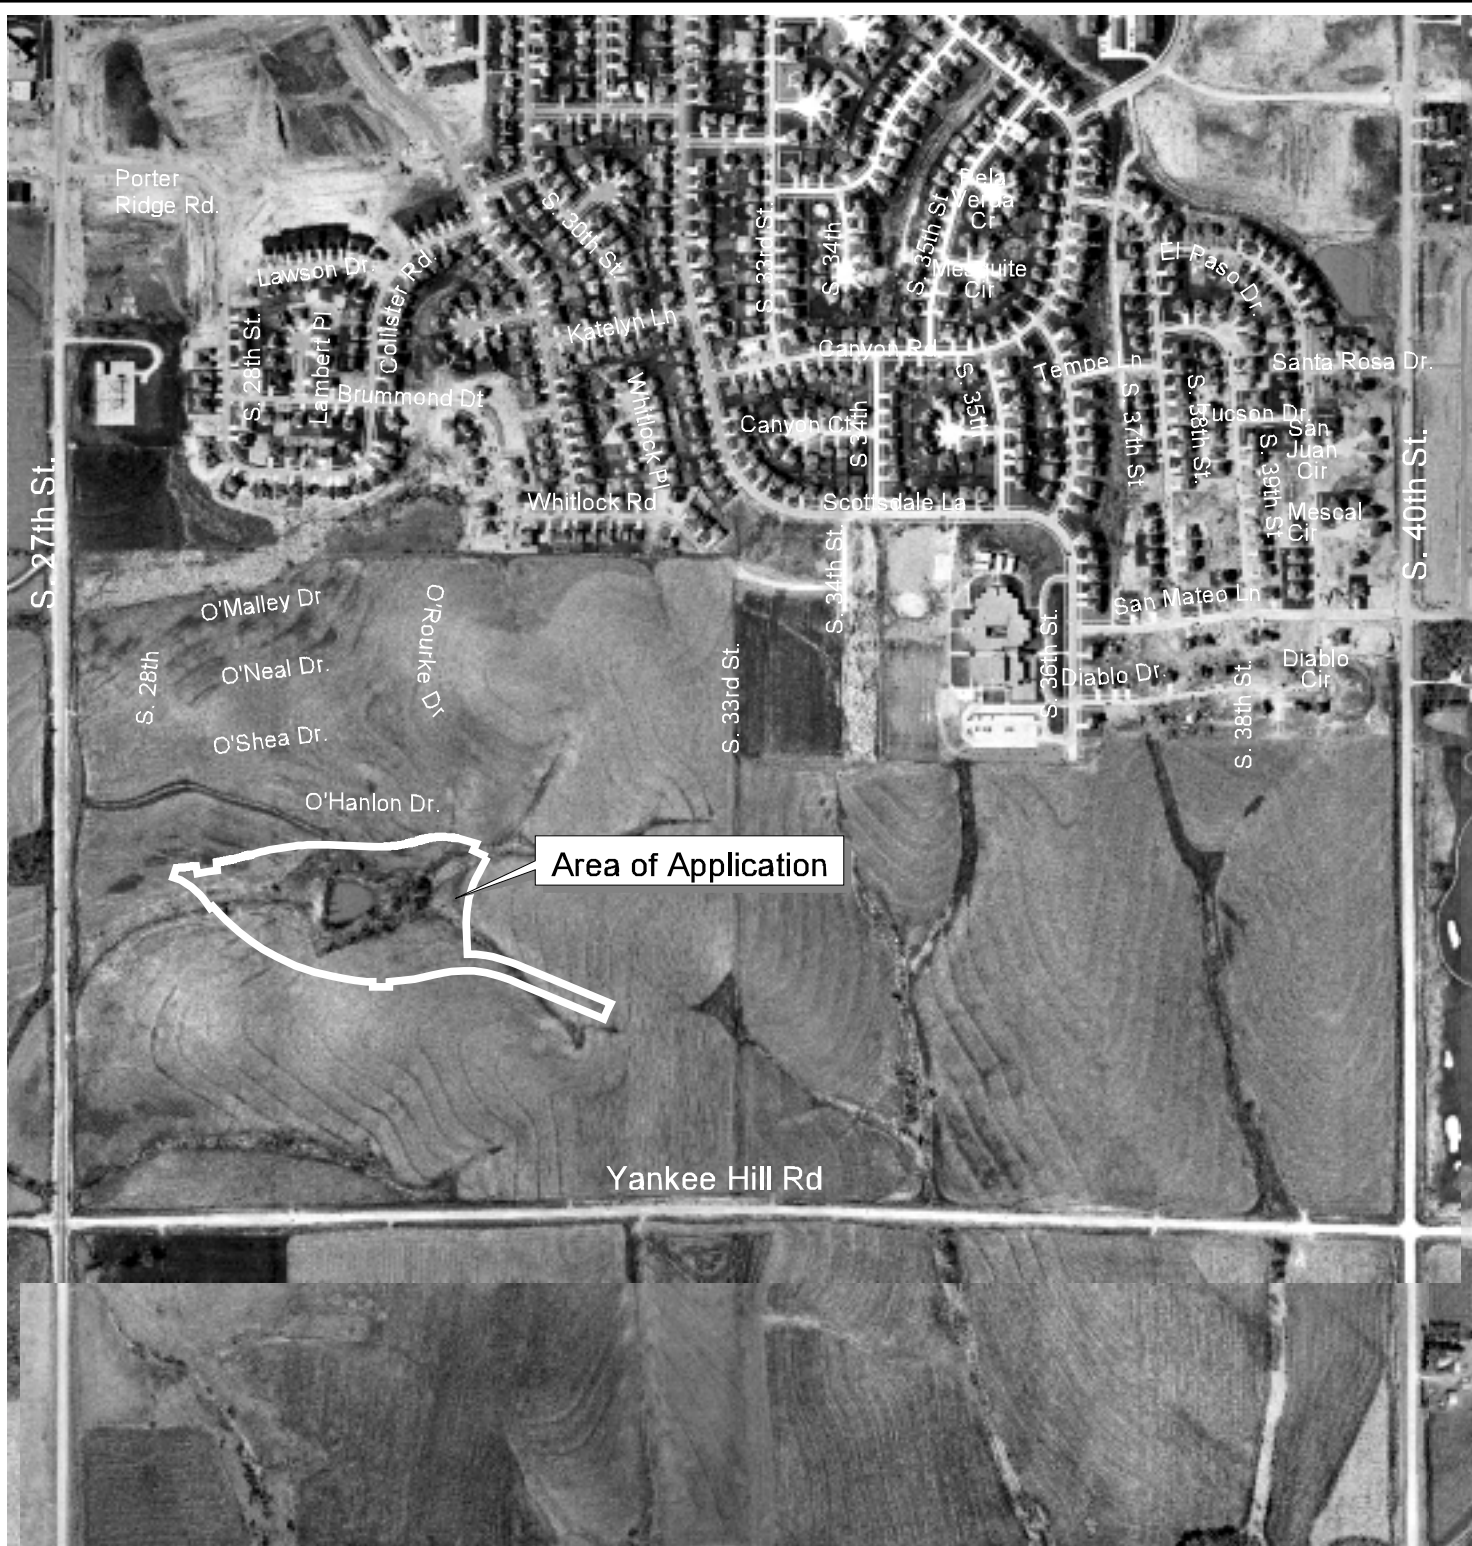 Porter
Ridge Rd.
S. 30th St.
S. 33rd St.
S. 34th
S. 35th St
Bela
Verda
Cir
Mesquite
Cir
El Paso Dr.
Lawson Dr.
Collister Rd.
S. 28th St.
Lambert Pl
Katelyn Ln
Brummond Dr
Whitlock Pl
Canyon Rd
Canyon Ct
S. 34th
S. 35th
Tempe Ln
S. 37th St
S. 38th St.
Santa Rosa Dr.
Tucson Dr.
San
Juan
Cir
S. 39th St
Mescal
Cir
S. 27th St.
S. 40th St.
Whitlock Rd
Scottsdale La
O'Malley Dr
O'Rourke Dr
S. 34th St.
San Mateo Ln
S. 28th
O'Neal Dr.
S. 33rd St.
S. 36th St.
Diablo Dr.
S. 38th St.
Diablo
Cir
O'Shea Dr.
O'Hanlon Dr.
Area of Application
Yankee Hill Rd